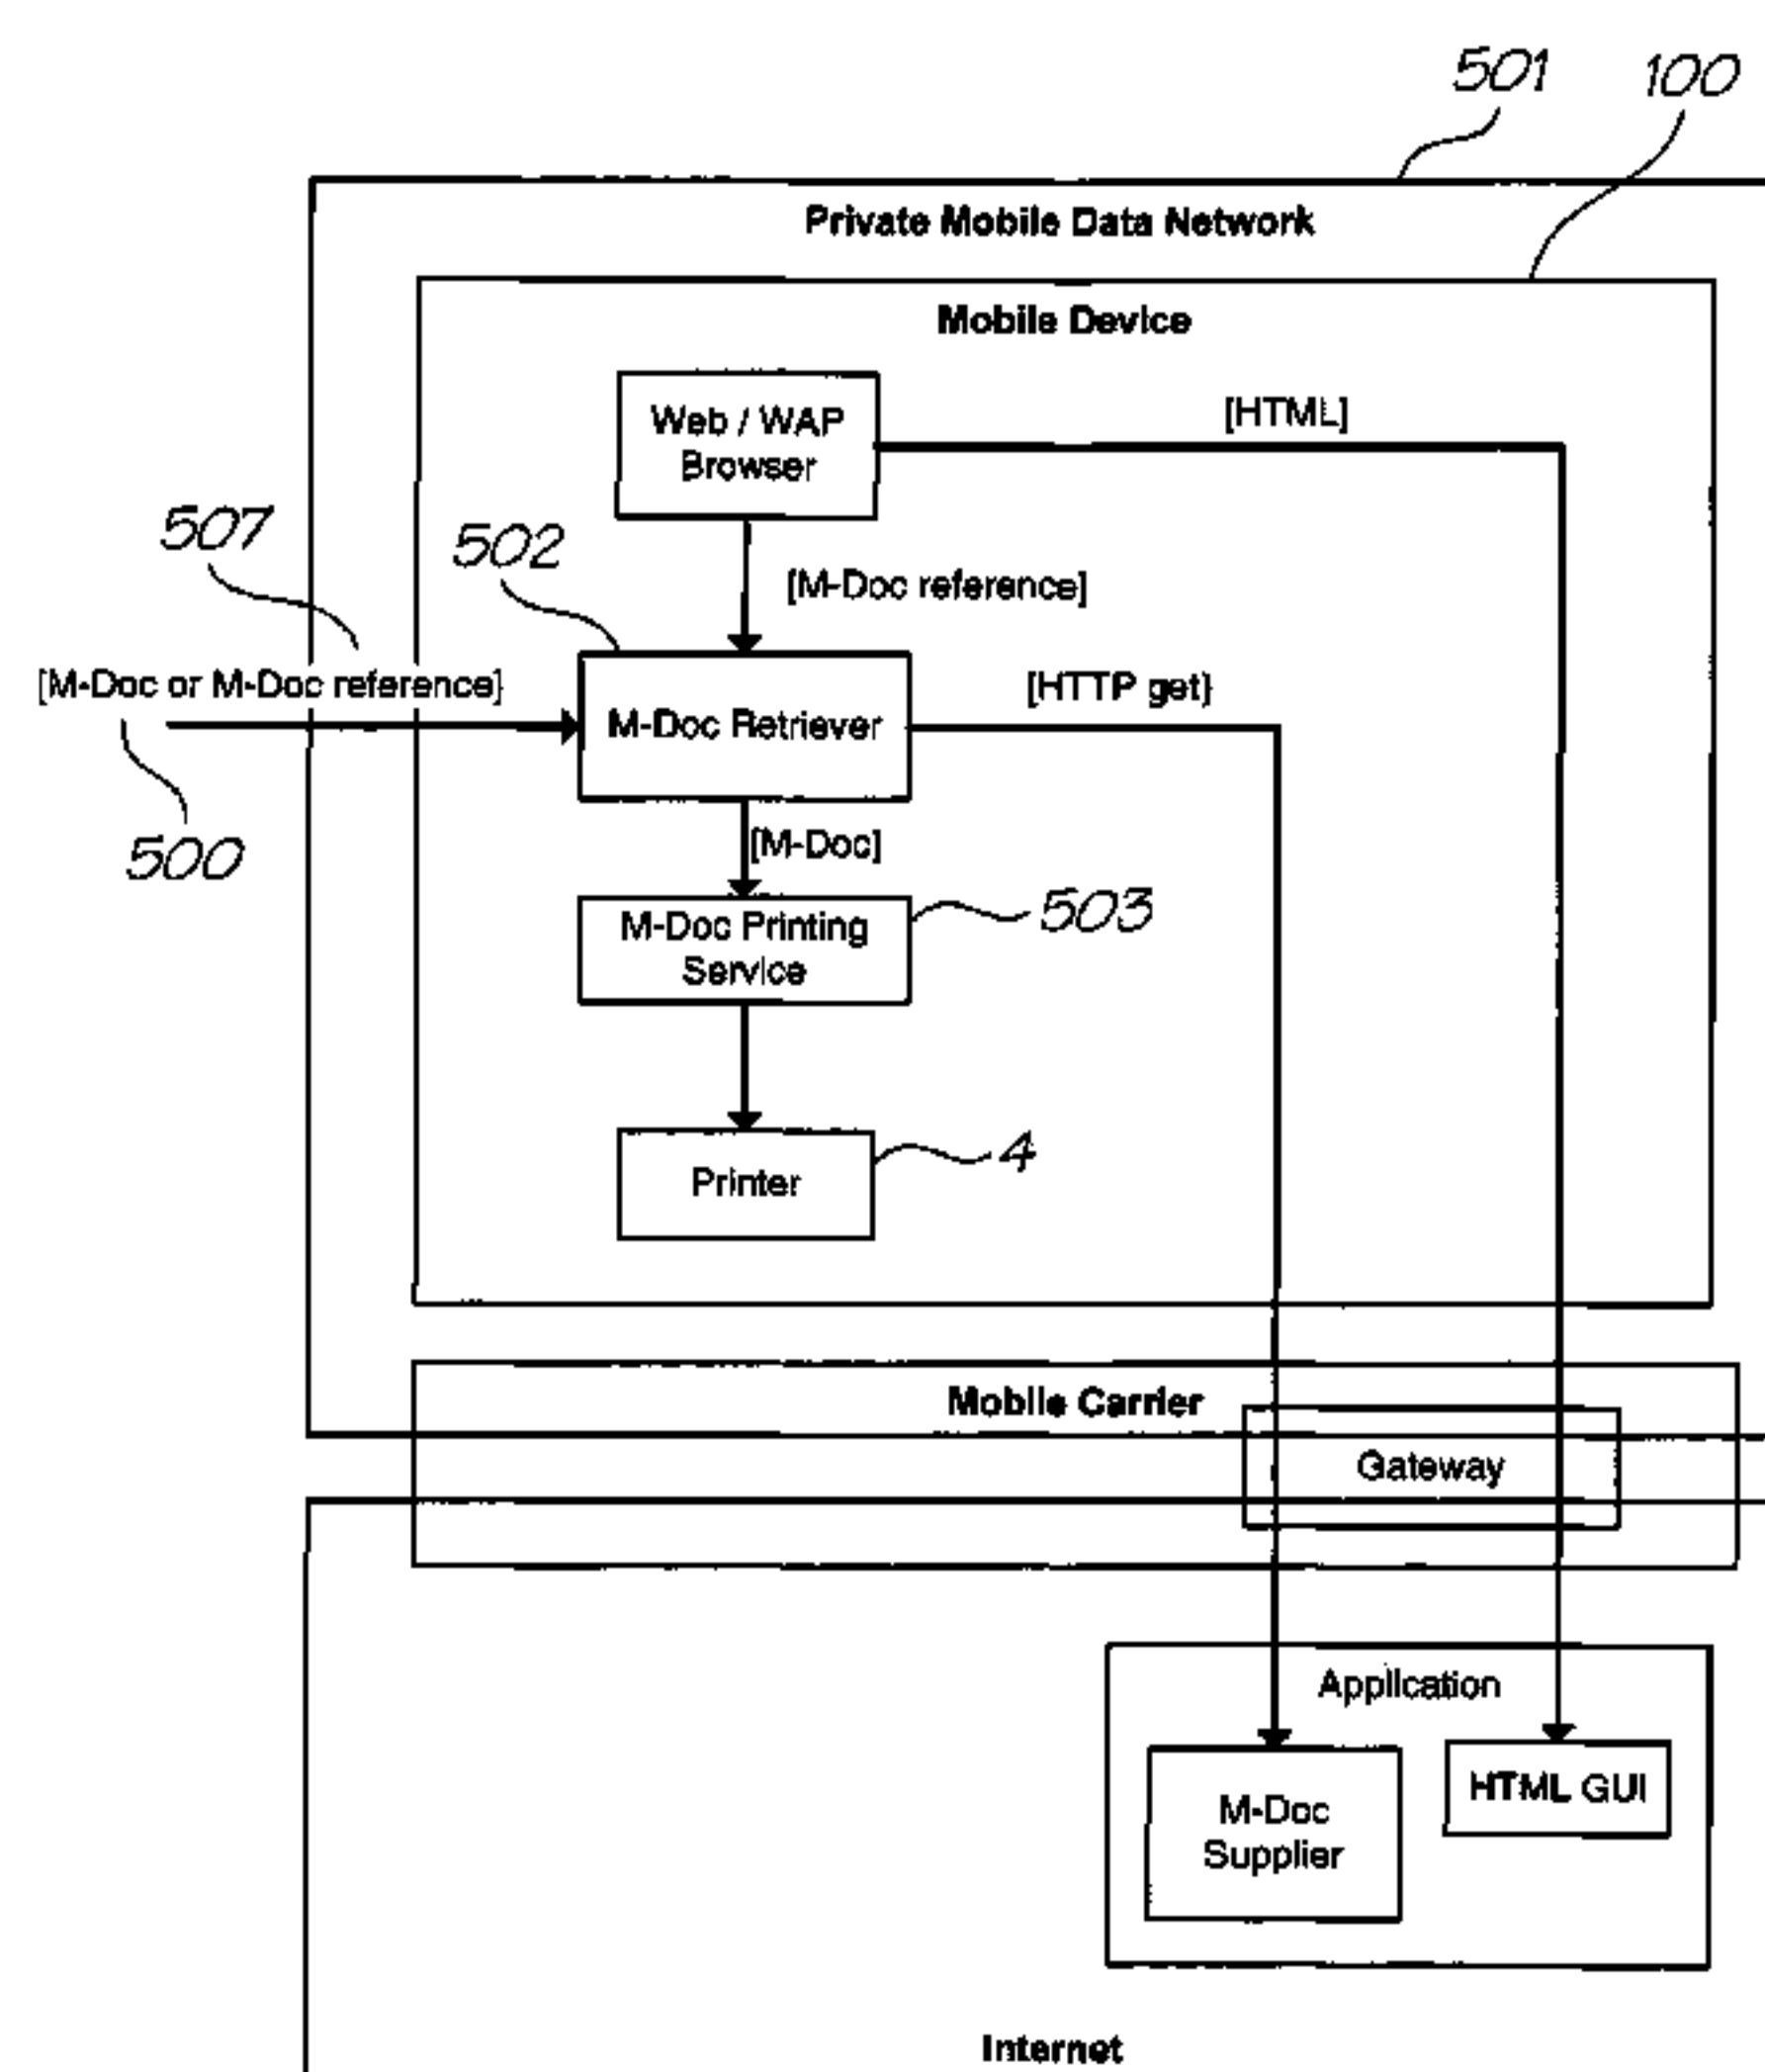 501
100
Private Mobile Data Network
Mobile Device
Web / WAP
Browser
[HTML]
507
502
[M-Doc reference]
[M-Doc or M-Doc reference]
M-Doc Retriever
[HTTP get]
500
[M-Doc]
M-Doc Printing
Service
503
Printer
4
Mobile Carrier
Gateway
Application
M-Doc
Supplier
HTML GUI
Internet